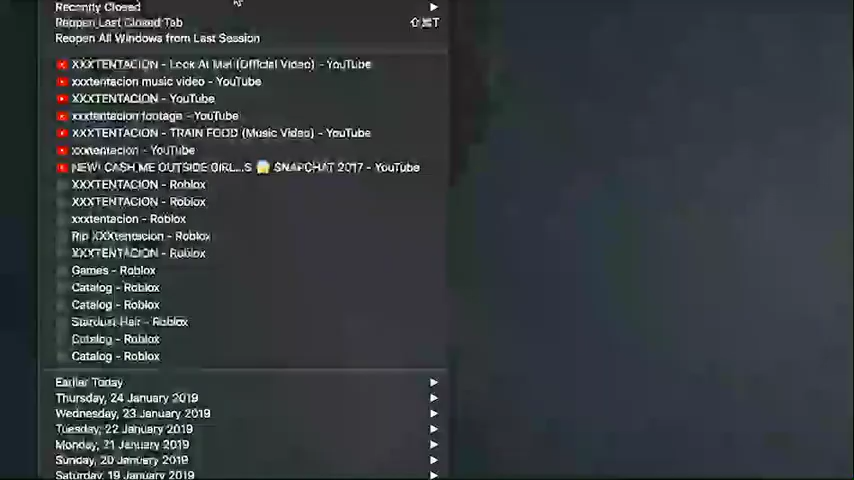 Recently Closed
Reopen Last Closed Tab ⇧⌘T
Reopen All Windows from Last Session
XXXTENTACION - Look At Me! (Official Video) - YouTube
xxxtentacion music video - YouTube
XXXTENTACION - YouTube
xxxtentacion footage - YouTube
XXXTENTACION - TRAIN FOOD (Music Video) - YouTube
xxxtentacion - YouTube
NEW! CASH ME OUTSIDE GIRL...S SNAPCHAT 2017 - YouTube
XXXTENTACION - Roblox
XXXTENTACION - Roblox
xxxtentacion - Roblox
Rip XXXtentacion - Roblox
XXXTENTACION - Roblox
Games - Roblox
Catalog - Roblox
Catalog - Roblox
Stardust Hair - Roblox
Catalog - Roblox
Catalog - Roblox
Earlier Today
Thursday, 24 January 2019
Wednesday, 23 January 2019
Tuesday, 22 January 2019
Monday, 21 January 2019
Sunday, 20 January 2019
Saturday, 19 January 2019